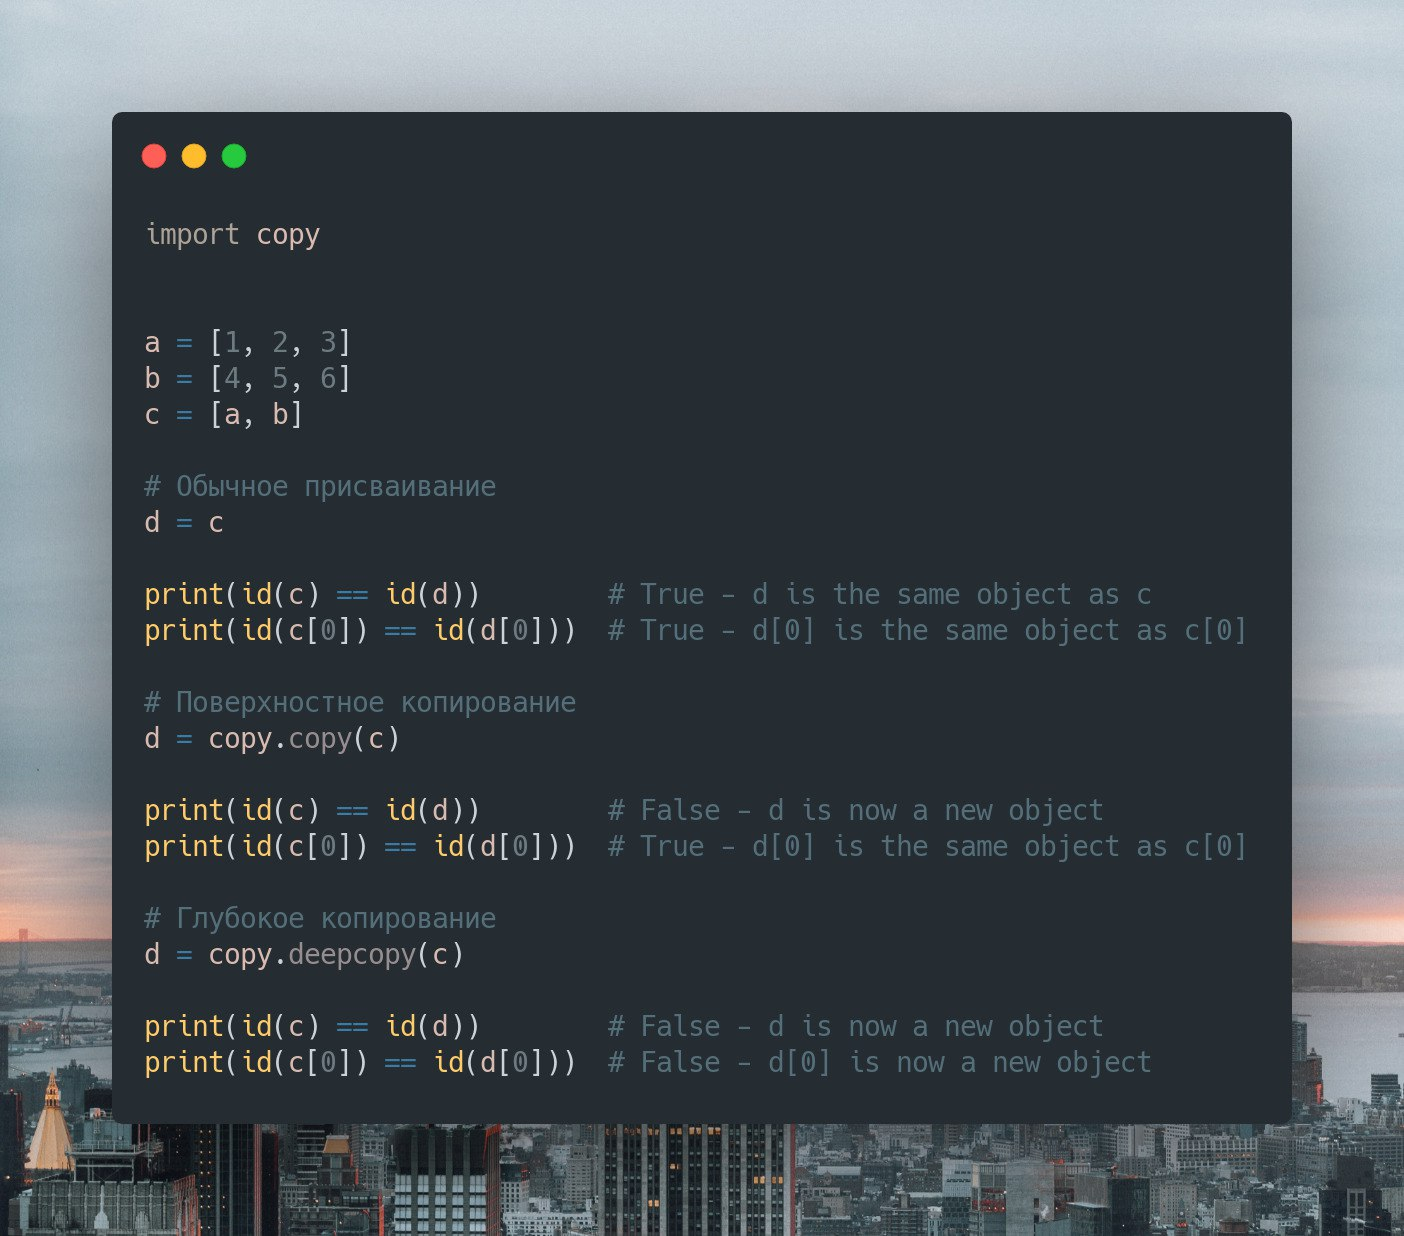 import copy
a = [1, 2, 3]
b = [4, 5, 6]
c = [a, b]
# Обычное присваивание
d = c
print(id(c) == id(d))        # True - d is the same object as c
print(id(c[0]) == id(d[0]))  # True - d[0] is the same object as c[0]
# Поверхностное копирование
d = copy.copy(c)
print(id(c) == id(d))        # False - d is now a new object
print(id(c[0]) == id(d[0]))  # True - d[0] is the same object as c[0]
# Глубокое копирование
d = copy.deepcopy(c)
print(id(c) == id(d))        # False - d is now a new object
print(id(c[0]) == id(d[0]))  # False - d[0] is now a new object